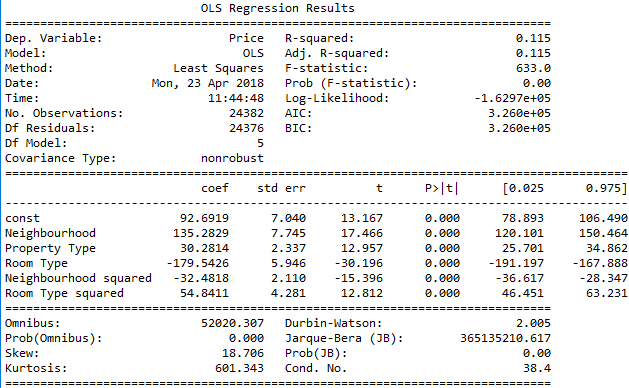 OLS Regression Results
==============================================================================
Dep. Variable: Price R-squared: 0.115
Model: OLS Adj. R-squared: 0.115
Method: Least Squares F-statistic: 633.0
Date: Mon, 23 Apr 2018 Prob (F-statistic): 0.00
Time: 11:44:48 Log-Likelihood: -1.6297e+05
No. Observations: 24382 AIC: 3.260e+05
Df Residuals: 24376 BIC: 3.260e+05
Df Model: 5
Covariance Type: nonrobust
=========================================================================================
coef std err t P>|t| [0.025 0.975]
-----------------------------------------------------------------------------------------
const 92.6919 7.040 13.167 0.000 78.893 106.490
Neighbourhood 135.2829 7.745 17.466 0.000 120.101 150.464
Property Type 30.2814 2.337 12.957 0.000 25.701 34.862
Room Type -179.5426 5.946 -30.196 0.000 -191.197 -167.888
Neighbourhood squared -32.4818 2.110 -15.396 0.000 -36.617 -28.347
Room Type squared 54.8411 4.281 12.812 0.000 46.451 63.231
==============================================================================
Omnibus: 52020.307 Durbin-Watson: 2.005
Prob(Omnibus): 0.000 Jarque-Bera (JB): 365135210.617
Skew: 18.706 Prob(JB): 0.00
Kurtosis: 601.343 Cond. No. 38.4
==============================================================================